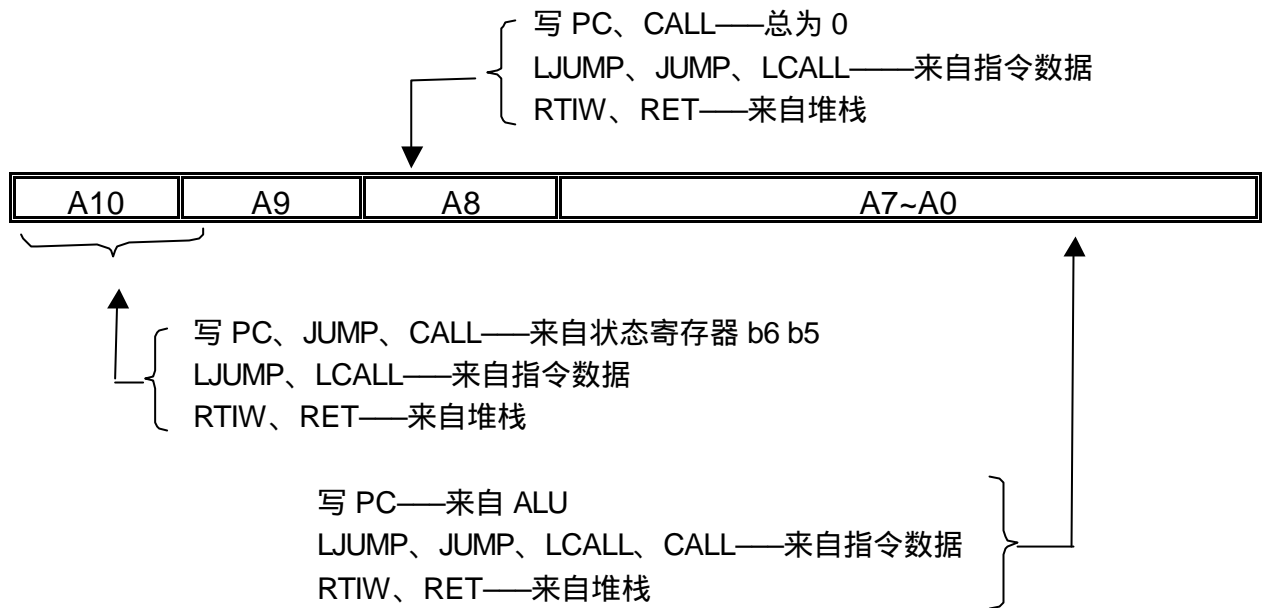 写 PC、CALL——总为 0
LJUMP、JUMP、LCALL——来自指令数据
RTIW、RET——来自堆栈
A10 A9 A8 A7~A0
写 PC、JUMP、CALL——来自状态寄存器 b6 b5
LJUMP、LCALL——来自指令数据
RTIW、RET——来自堆栈
写 PC——来自 ALU
LJUMP、JUMP、LCALL、CALL——来自指令数据
RTIW、RET——来自堆栈